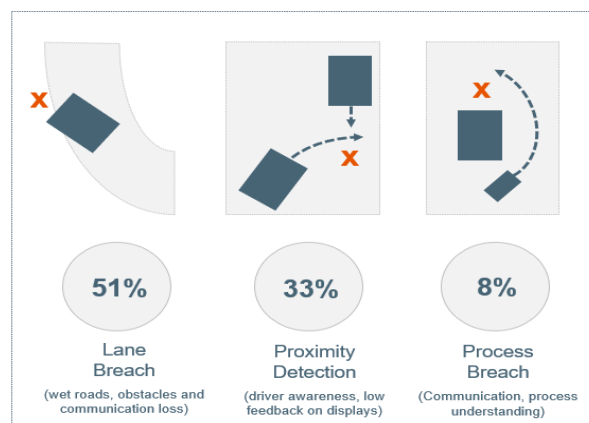 X
X
X
51%
33%
8%
Lane
Breach
(wet roads, obstacles and
communication loss)
Proximity
Detection
(driver awareness, low
feedback on displays)
Process
Breach
(Communication, process
understanding)